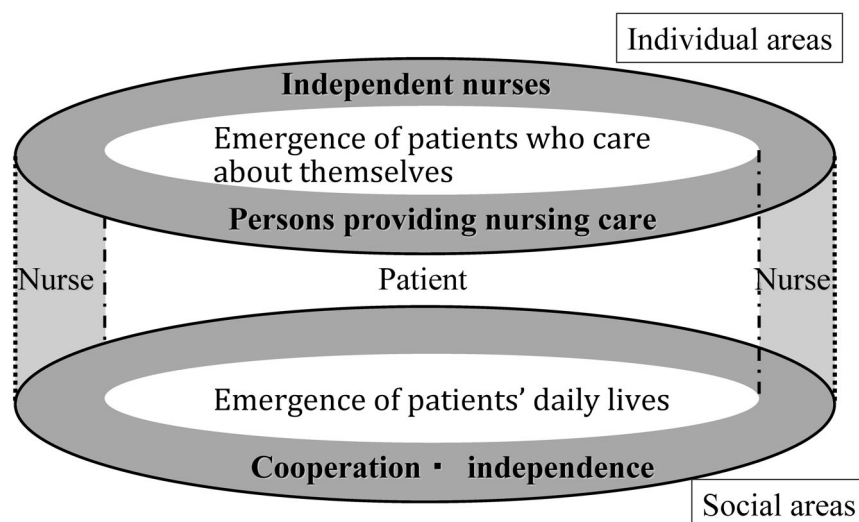 Individual areas
Independent nurses
Emergence of patients who care
about themselves
Persons providing nursing care
Nurse
Patient
Nurse
Emergence of patients’ daily lives
Cooperation ・ independence
Social areas